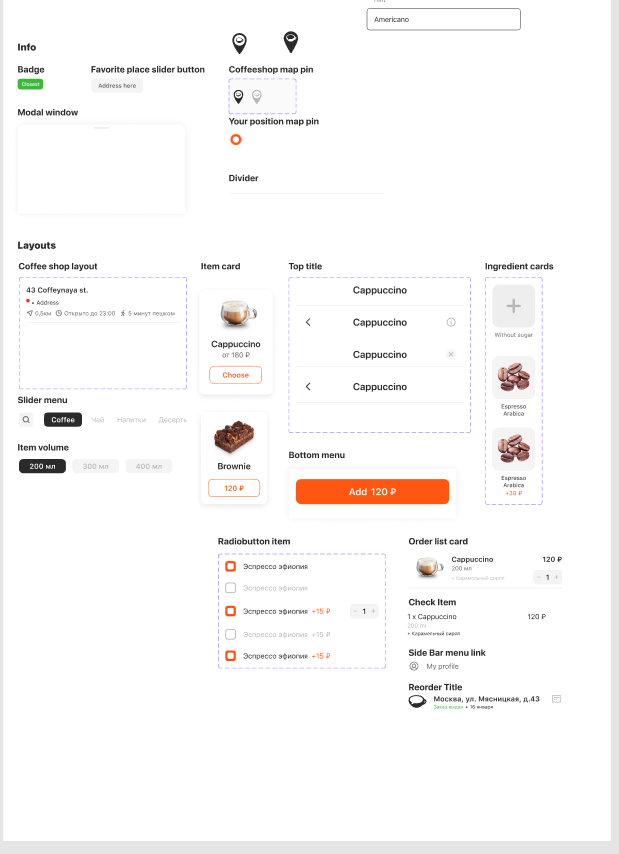 Americano
Info
Badge
Favorite place slider button
Coffeeshop map pin
Closest
Address here
Modal window
Your position map pin
Divider
Layouts
Coffee shop layout
Item card
Top title
Ingredient cards
43 Coffeynaya st.
• Address
0,5км Открыто до 23:00 5 минут пешком
Cappuccino
от 180 ₽
Choose
Cappuccino
Cappuccino
Cappuccino
Cappuccino
Without sugar
Espresso
Arabica
Espresso
Arabica
+30 ₽
Slider menu
Coffee Чай Напитки Десерть
Item volume
200 мл 300 мл 400 мл
Brownie
120 ₽
Bottom menu
Add 120 ₽
Radiobutton item
Эспрессо эфиопия
Эспрессо эфиопия
Эспрессо эфиопия +15 ₽ − 1 +
Эспрессо эфиопия +15 ₽
Эспрессо эфиопия +15 ₽
Order list card
Cappuccino 120 ₽
200 мл
+ Карамельный сироп − 1 +
Check Item
1 x Cappuccino 120 ₽
200 ml
+ Карамельный сироп
Side Bar menu link
My profile
Reorder Title
Москва, ул. Мясницкая, д.43
Заказ выдан • 16 января